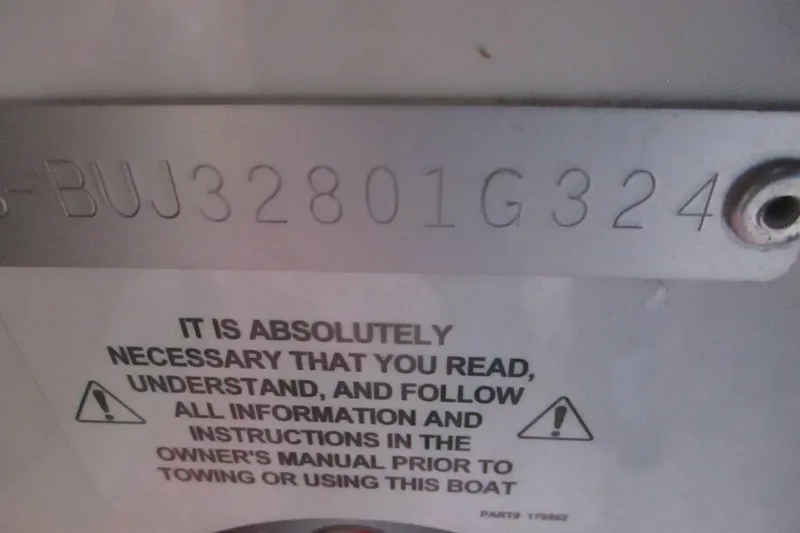 -BUJ32801G324
IT IS ABSOLUTELY
NECESSARY THAT YOU READ,
UNDERSTAND, AND FOLLOW
ALL INFORMATION AND
INSTRUCTIONS IN THE
OWNER'S MANUAL PRIOR TO
TOWING OR USING THIS BOAT
PART#